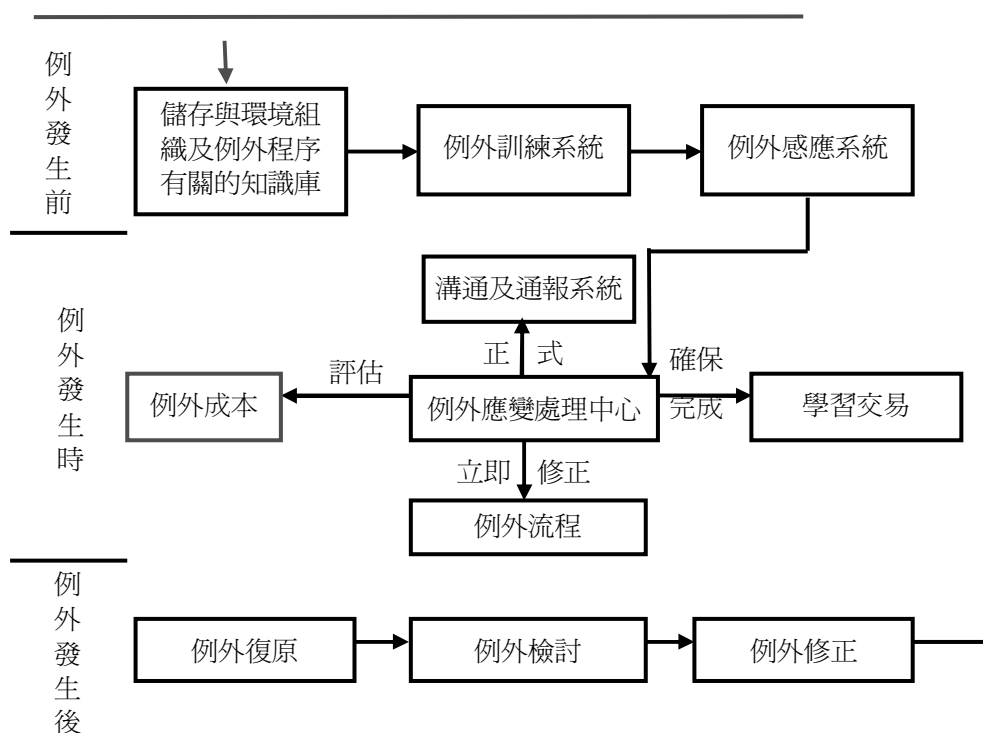 例外發生前
儲存與環境組
織及例外程序
有關的知識庫
例外訓練系統
例外感應系統
例外發生時
溝通及通報系統
正 式
評估
例外成本
例外應變處理中心
確保
完成
學習交易
立即 修正
例外流程
例外發生後
例外復原
例外檢討
例外修正